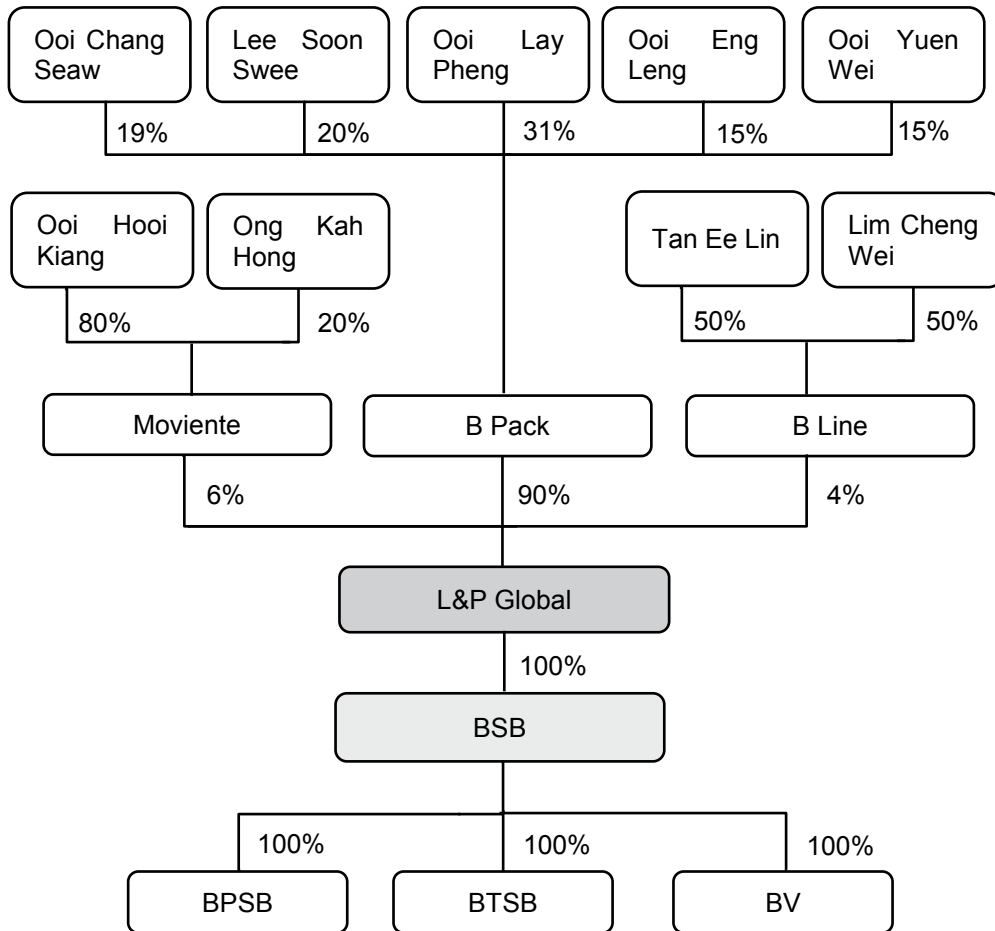 Ooi Chang
Seaw
Lee Soon
Swee
Ooi Lay
Pheng
Ooi Eng
Leng
Ooi Yuen
Wei
19%
20%
31%
15%
15%
Ooi Hooi
Kiang
Ong Kah
Hong
Tan Ee Lin
Lim Cheng
Wei
80%
20%
50%
50%
Moviente
B Pack
B Line
6%
90%
4%
L&P Global
100%
BSB
100%
100%
100%
BPSB
BTSB
BV